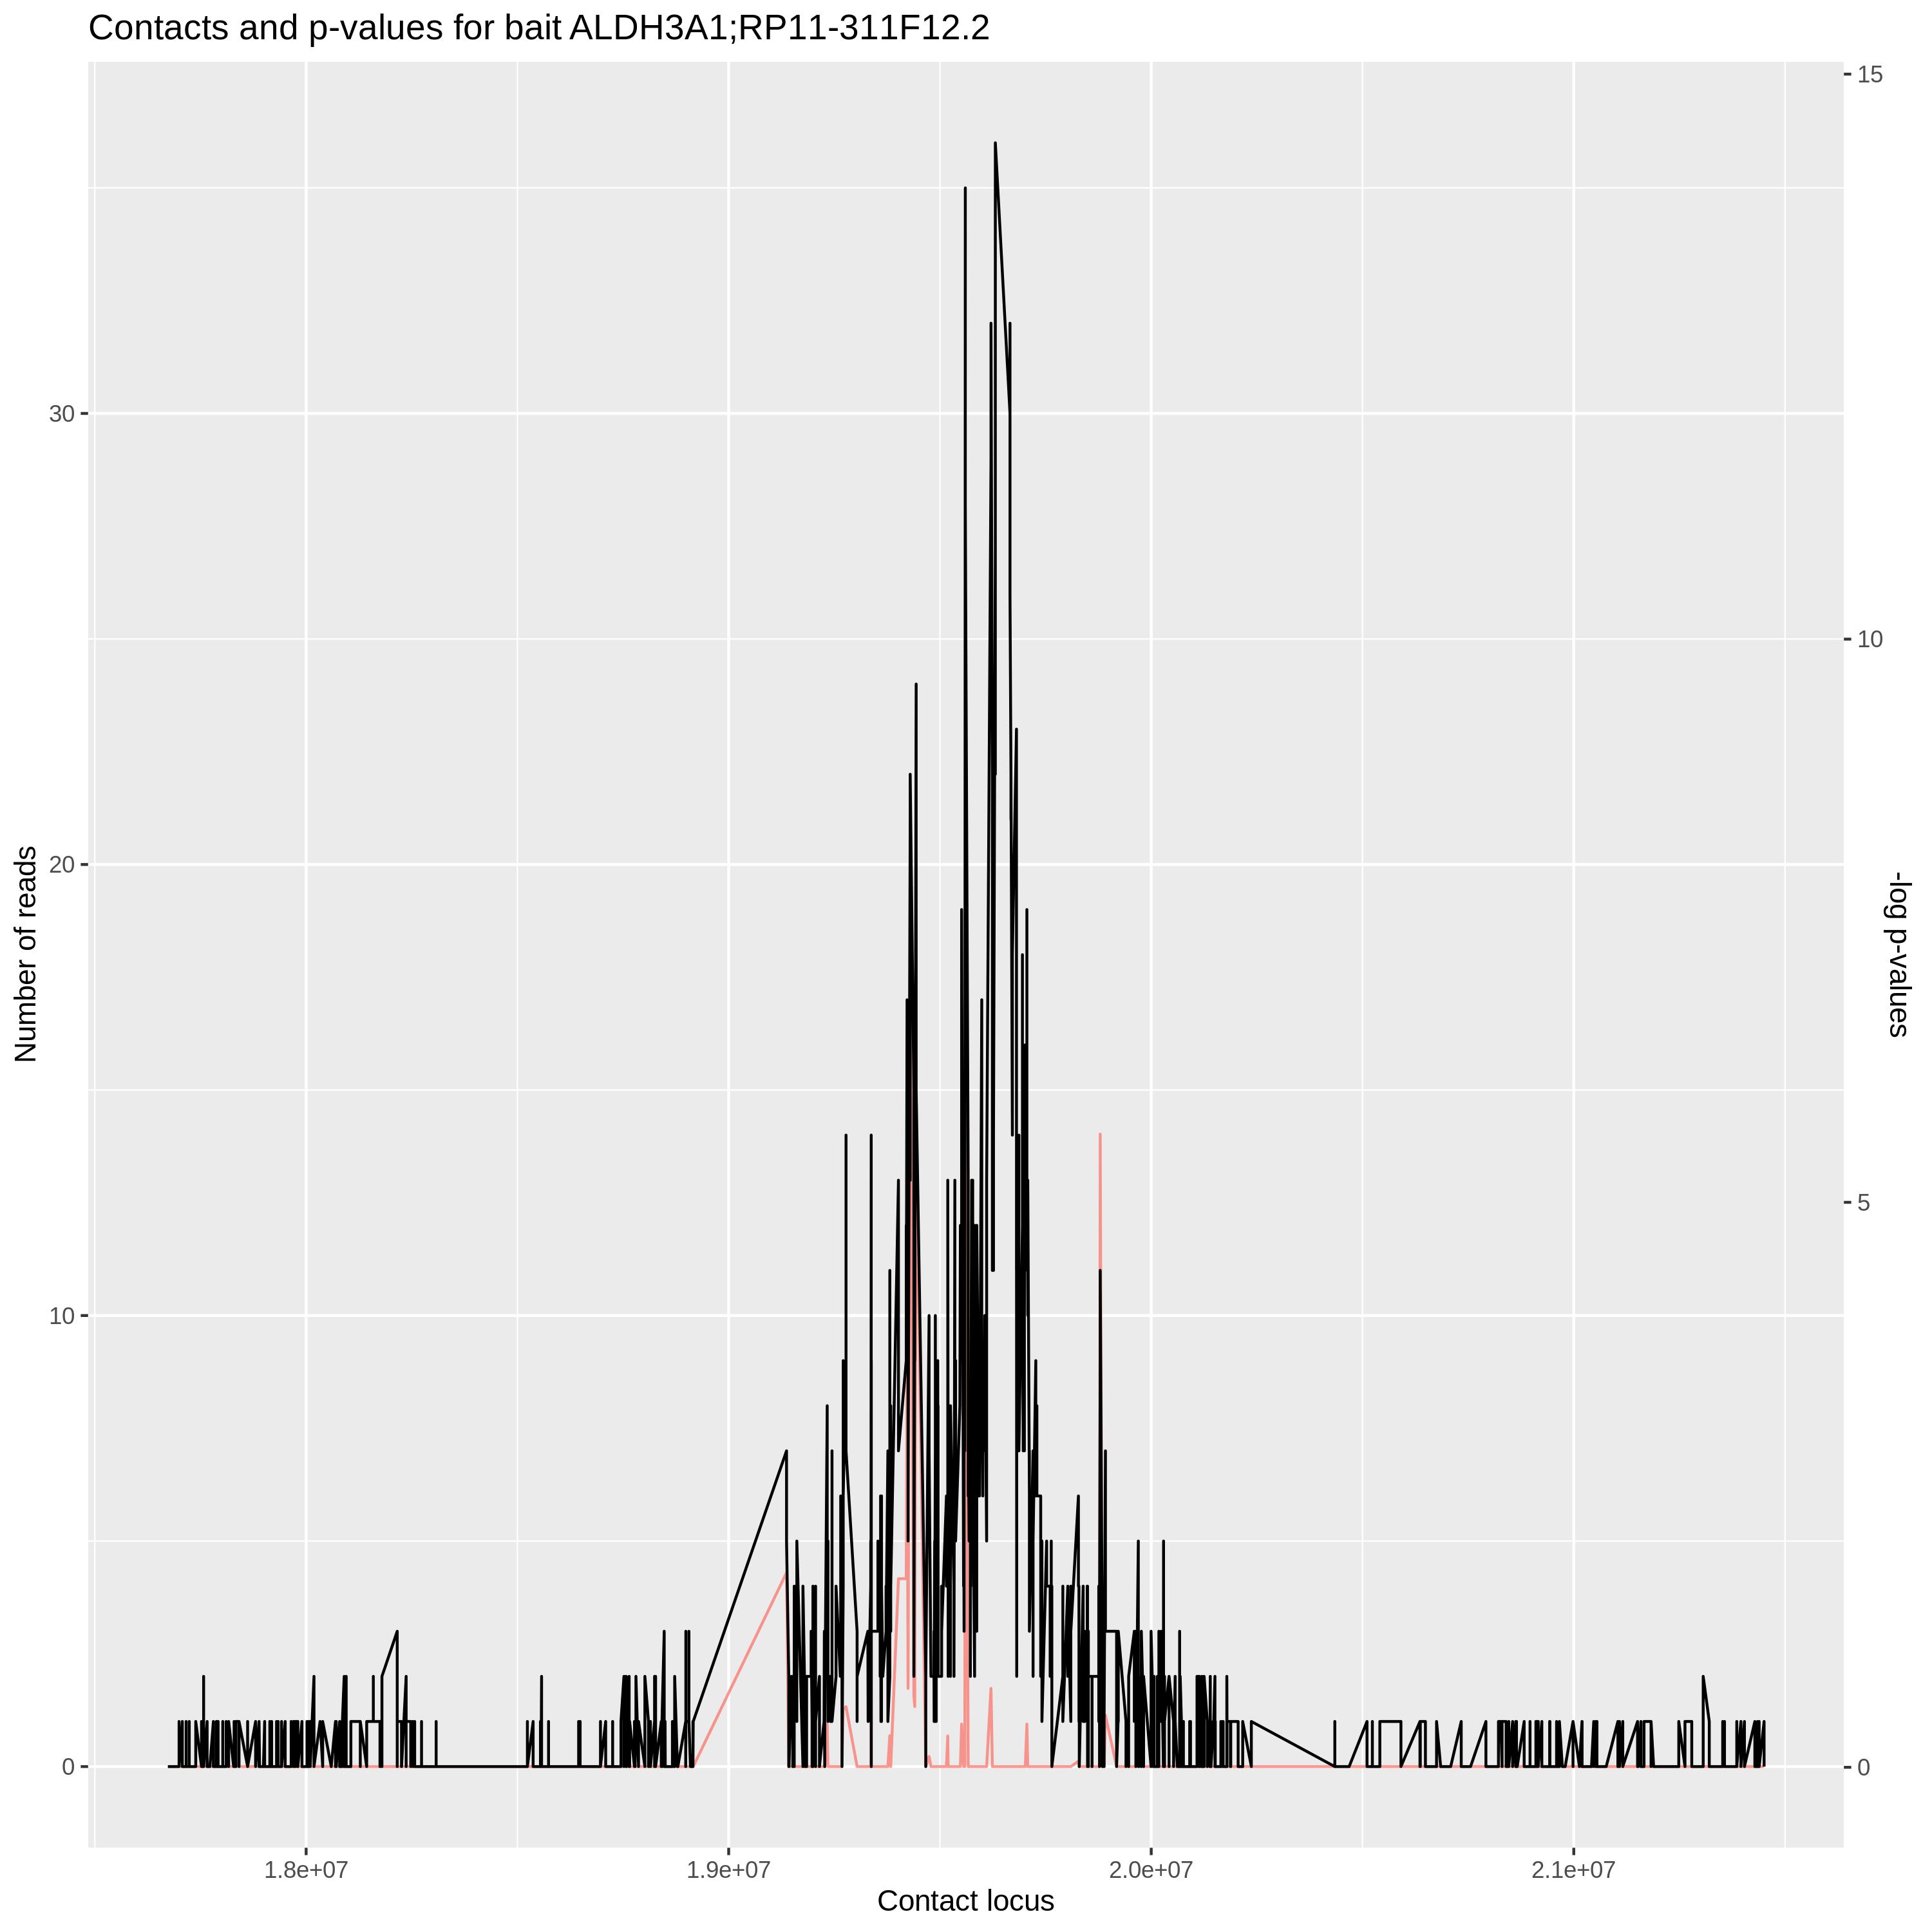 Contacts and p-values for bait ALDH3A1;RP11-311F12.2
15
30
10
20
Number of reads
-log p-values
5
10
0
0
1.8e+07
1.9e+07
2.0e+07
2.1e+07
Contact locus